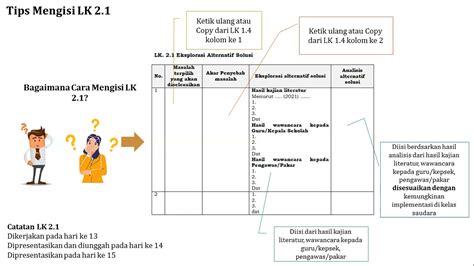 Tips Mengisi LK 2.1
Ketik ulang atau
Copy dari LK 1.4
kolom ke 1
Ketik ulang atau Copy
dari LK 1.4 kolom ke 2
LK. 2.1 Eksplorasi Alternatif Solusi
No.
Masalah
terpilih
yang akan
diselesaikan
Akar Penyebab
masalah
Eksplorasi alternatif solusi
Analisis
alternatif
solusi
1
Hasil kajian literatur
Menurut ..... (2021) .......
1.
2.
3.
Dst
Hasil wawancara kepada
Guru/Kepala Sekolah
1.
2.
3.
Dst
Hasil wawancara kepada
Pengawas/Pakar
1.
2.
3.
Dst
2
Bagaimana Cara Mengisi LK
2.1?
Diisi berdsarkan hasil
analisis dari hasil kajian
literatur, wawancara
kepada guru/kepsek,
pengawas/pakar
disesuaikan dengan
kemungkinan
implementasi di kelas
saudara
Diisi dari hasil kajian
literatur, wawancara kepada
guru/kepsek,
pengawas/pakar
Catatan LK 2.1
Dikerjakan pada hari ke 13
Dipresentasikan dan diunggah pada hari ke 14
Dipresentasikan pada hari ke 15